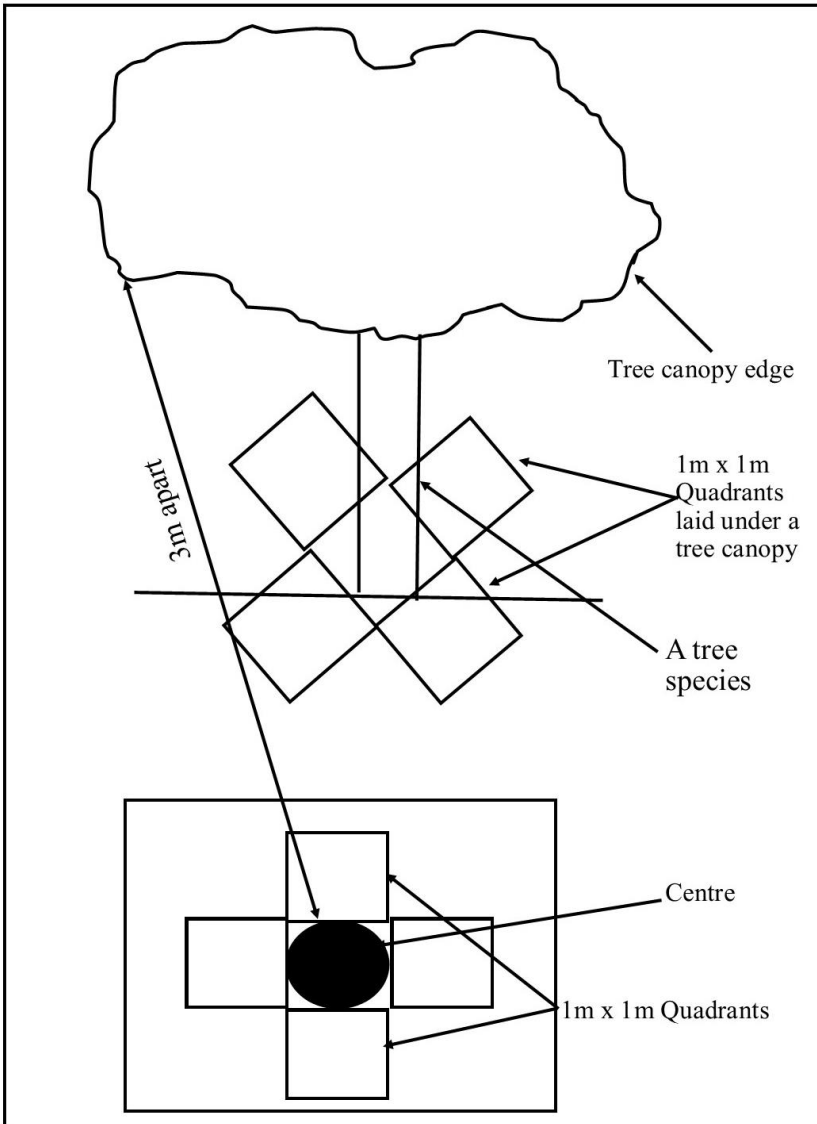 Tree canopy edge
3m apart
1m x 1m
Quadrants
laid under a
tree canopy
A tree
species
Centre
1m x 1m Quadrants